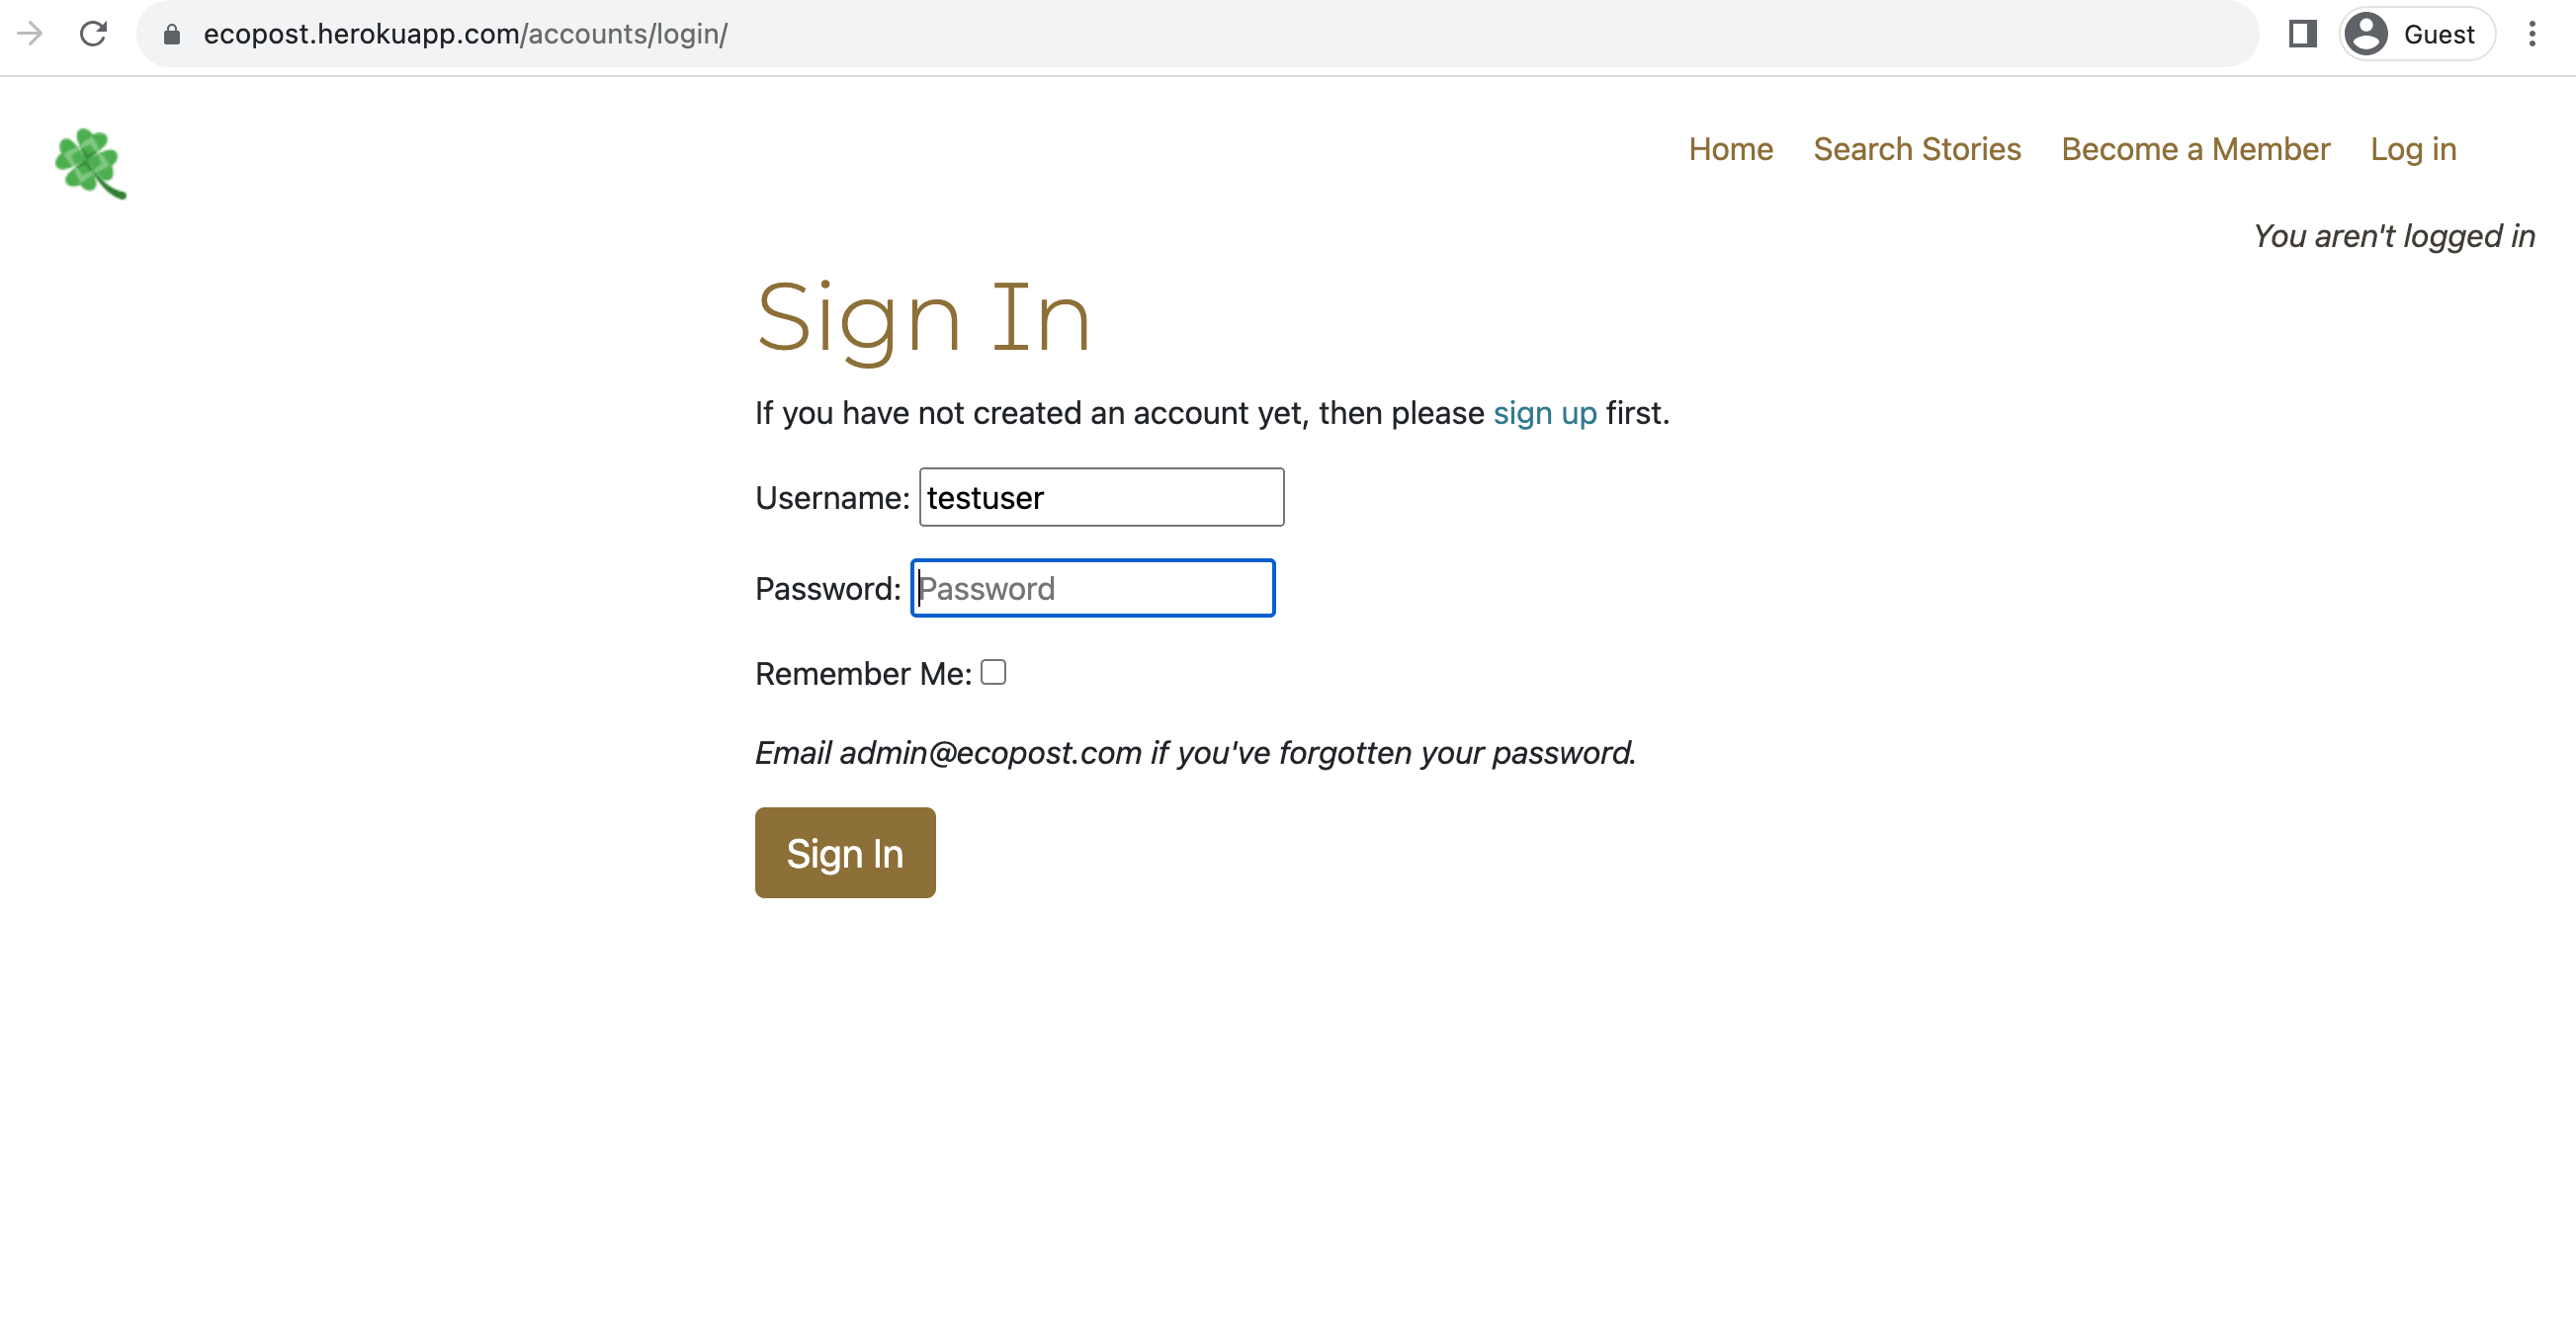 ecopost.herokuapp.com/accounts/login/
Guest
Home Search Stories Become a Member Log in
You aren't logged in
Sign In
If you have not created an account yet, then please sign up first.
Username: testuser
Password: Password
Remember Me:
Email admin@ecopost.com if you've forgotten your password.
Sign In